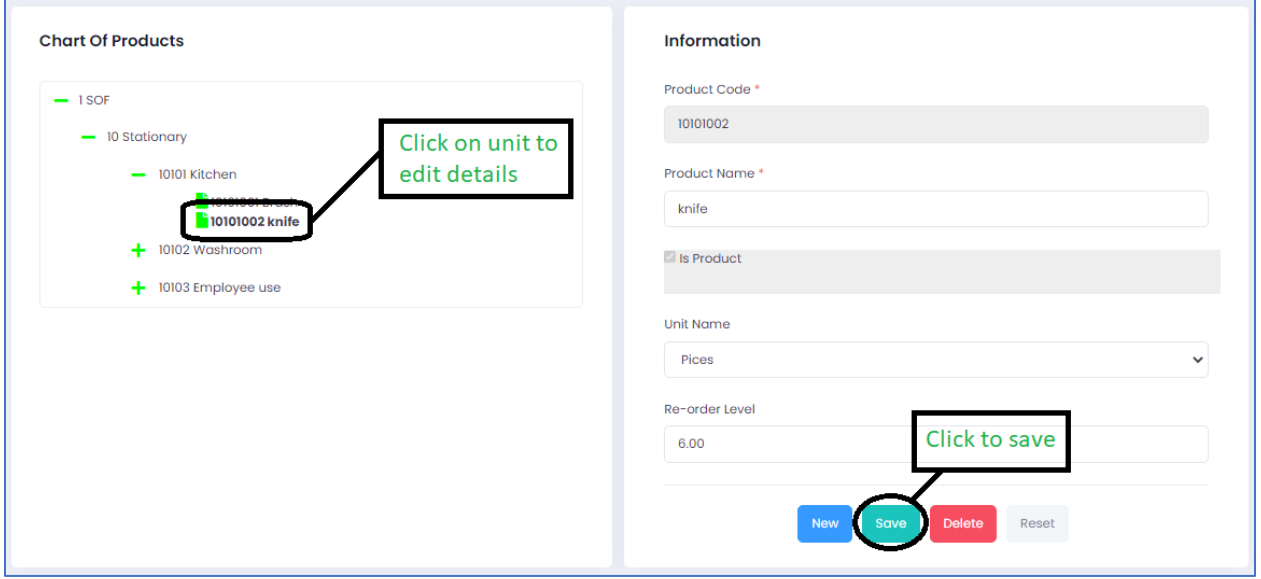 Chart Of Products
1 SOF
10 Stationary
10101 Kitchen
10101002 knife
10102 Washroom
10103 Employee use
Click on unit to
edit details
Information
Product Code *
10101002
Product Name *
knife
Is Product
Unit Name
Pices
Re-order Level
6.00
Click to save
New
Save
Delete
Reset